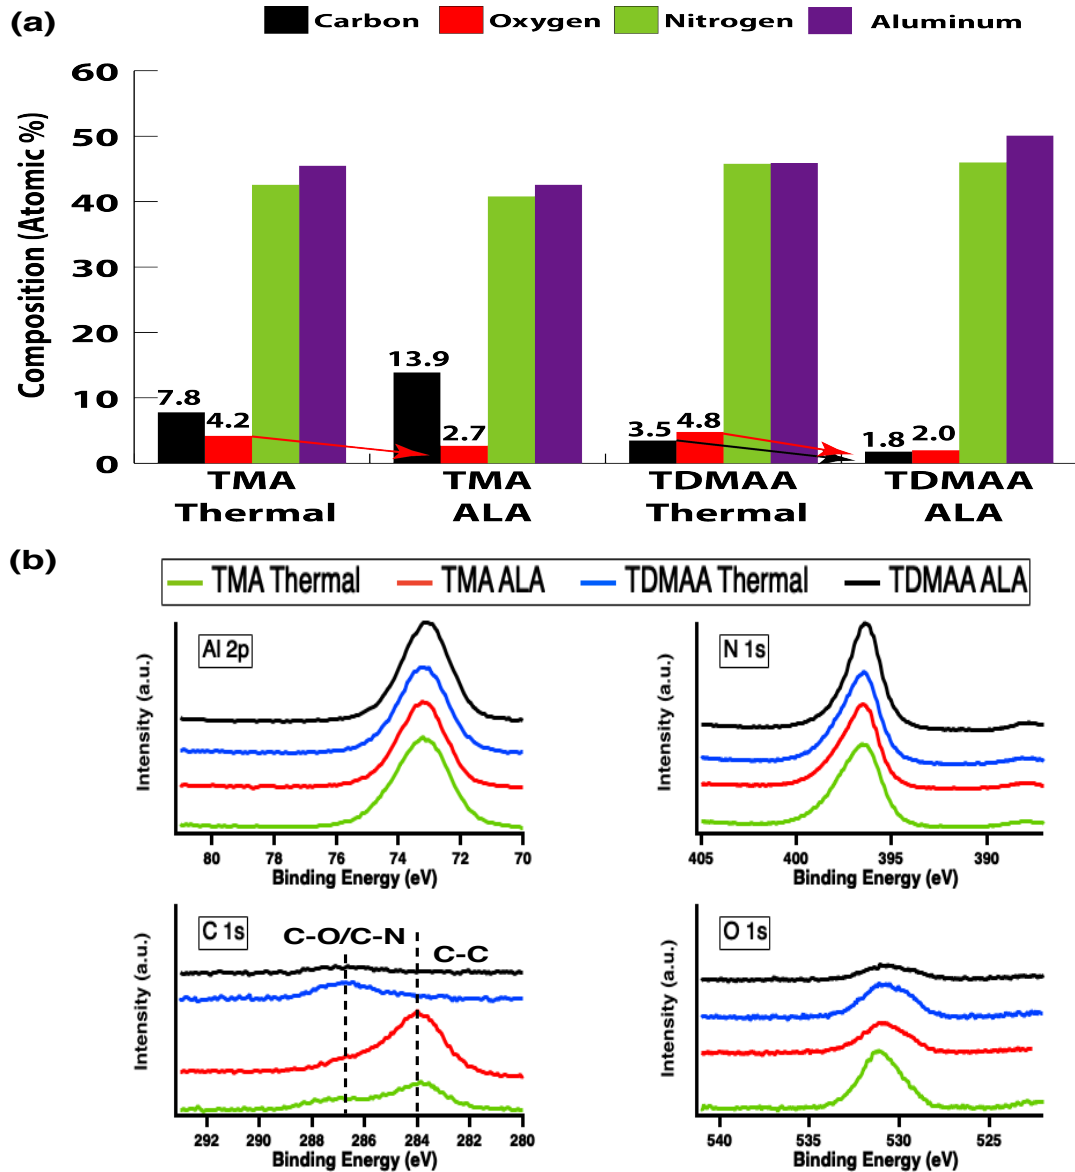 (a)
Carbon Oxygen Nitrogen Aluminum
Composition (Atomic %)
60
50
40
30
20
10
0
7.8
4.2
13.9
2.7
3.5
4.8
1.8
2.0
TMA
Thermal
TMA
ALA
TDMAA
Thermal
TDMAA
ALA
(b)
TMA Thermal TMA ALA TDMAA Thermal TDMAA ALA
Al 2p
Intensity (a.u.)
80 78 76 74 72 70
Binding Energy (eV)
N 1s
Intensity (a.u.)
405 400 395 390
Binding Energy (eV)
C 1s
C-O/C-N
C-C
Intensity (a.u.)
292 290 288 286 284 282 280
Binding Energy (eV)
O 1s
Intensity (a.u.)
540 535 530 525
Binding Energy (eV)